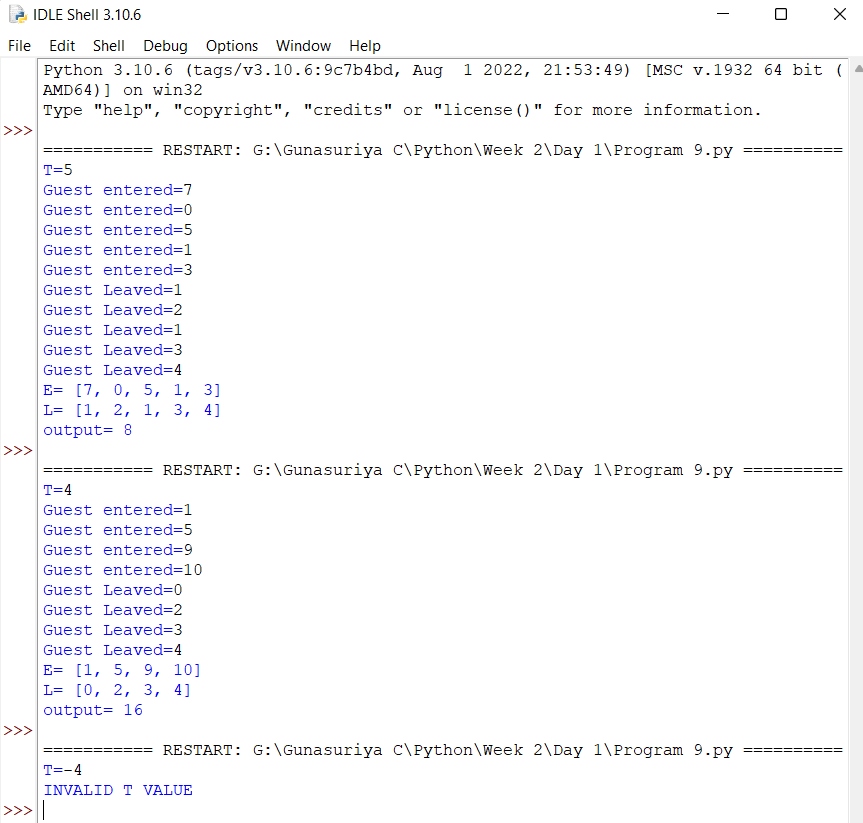 IDLE Shell 3.10.6
File Edit Shell Debug Options Window Help
Python 3.10.6 (tags/v3.10.6:9c7b4bd, Aug  1 2022, 21:53:49) [MSC v.1932 64 bit (
AMD64)] on win32
Type "help", "copyright", "credits" or "license()" for more information.
>>>
=========== RESTART: G:\Gunasuriya C\Python\Week 2\Day 1\Program 9.py ==========
T=5
Guest entered=7
Guest entered=0
Guest entered=5
Guest entered=1
Guest entered=3
Guest Leaved=1
Guest Leaved=2
Guest Leaved=1
Guest Leaved=3
Guest Leaved=4
E= [7, 0, 5, 1, 3]
L= [1, 2, 1, 3, 4]
output= 8
>>>
=========== RESTART: G:\Gunasuriya C\Python\Week 2\Day 1\Program 9.py ==========
T=4
Guest entered=1
Guest entered=5
Guest entered=9
Guest entered=10
Guest Leaved=0
Guest Leaved=2
Guest Leaved=3
Guest Leaved=4
E= [1, 5, 9, 10]
L= [0, 2, 3, 4]
output= 16
>>>
=========== RESTART: G:\Gunasuriya C\Python\Week 2\Day 1\Program 9.py ==========
T=-4
INVALID T VALUE
>>>